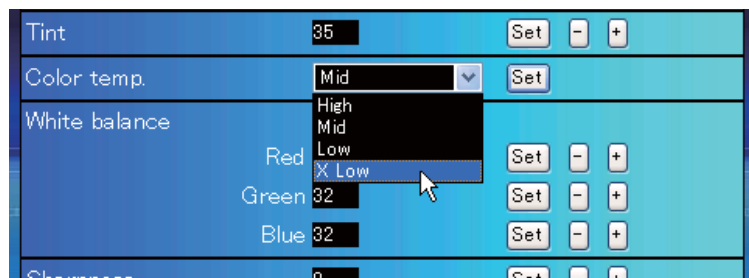 Tint 35 Set - +
Color temp. Mid Set
High
White balance Mid
Low
Red X Low Set - +
Green 32 Set - +
Blue 32 Set - +